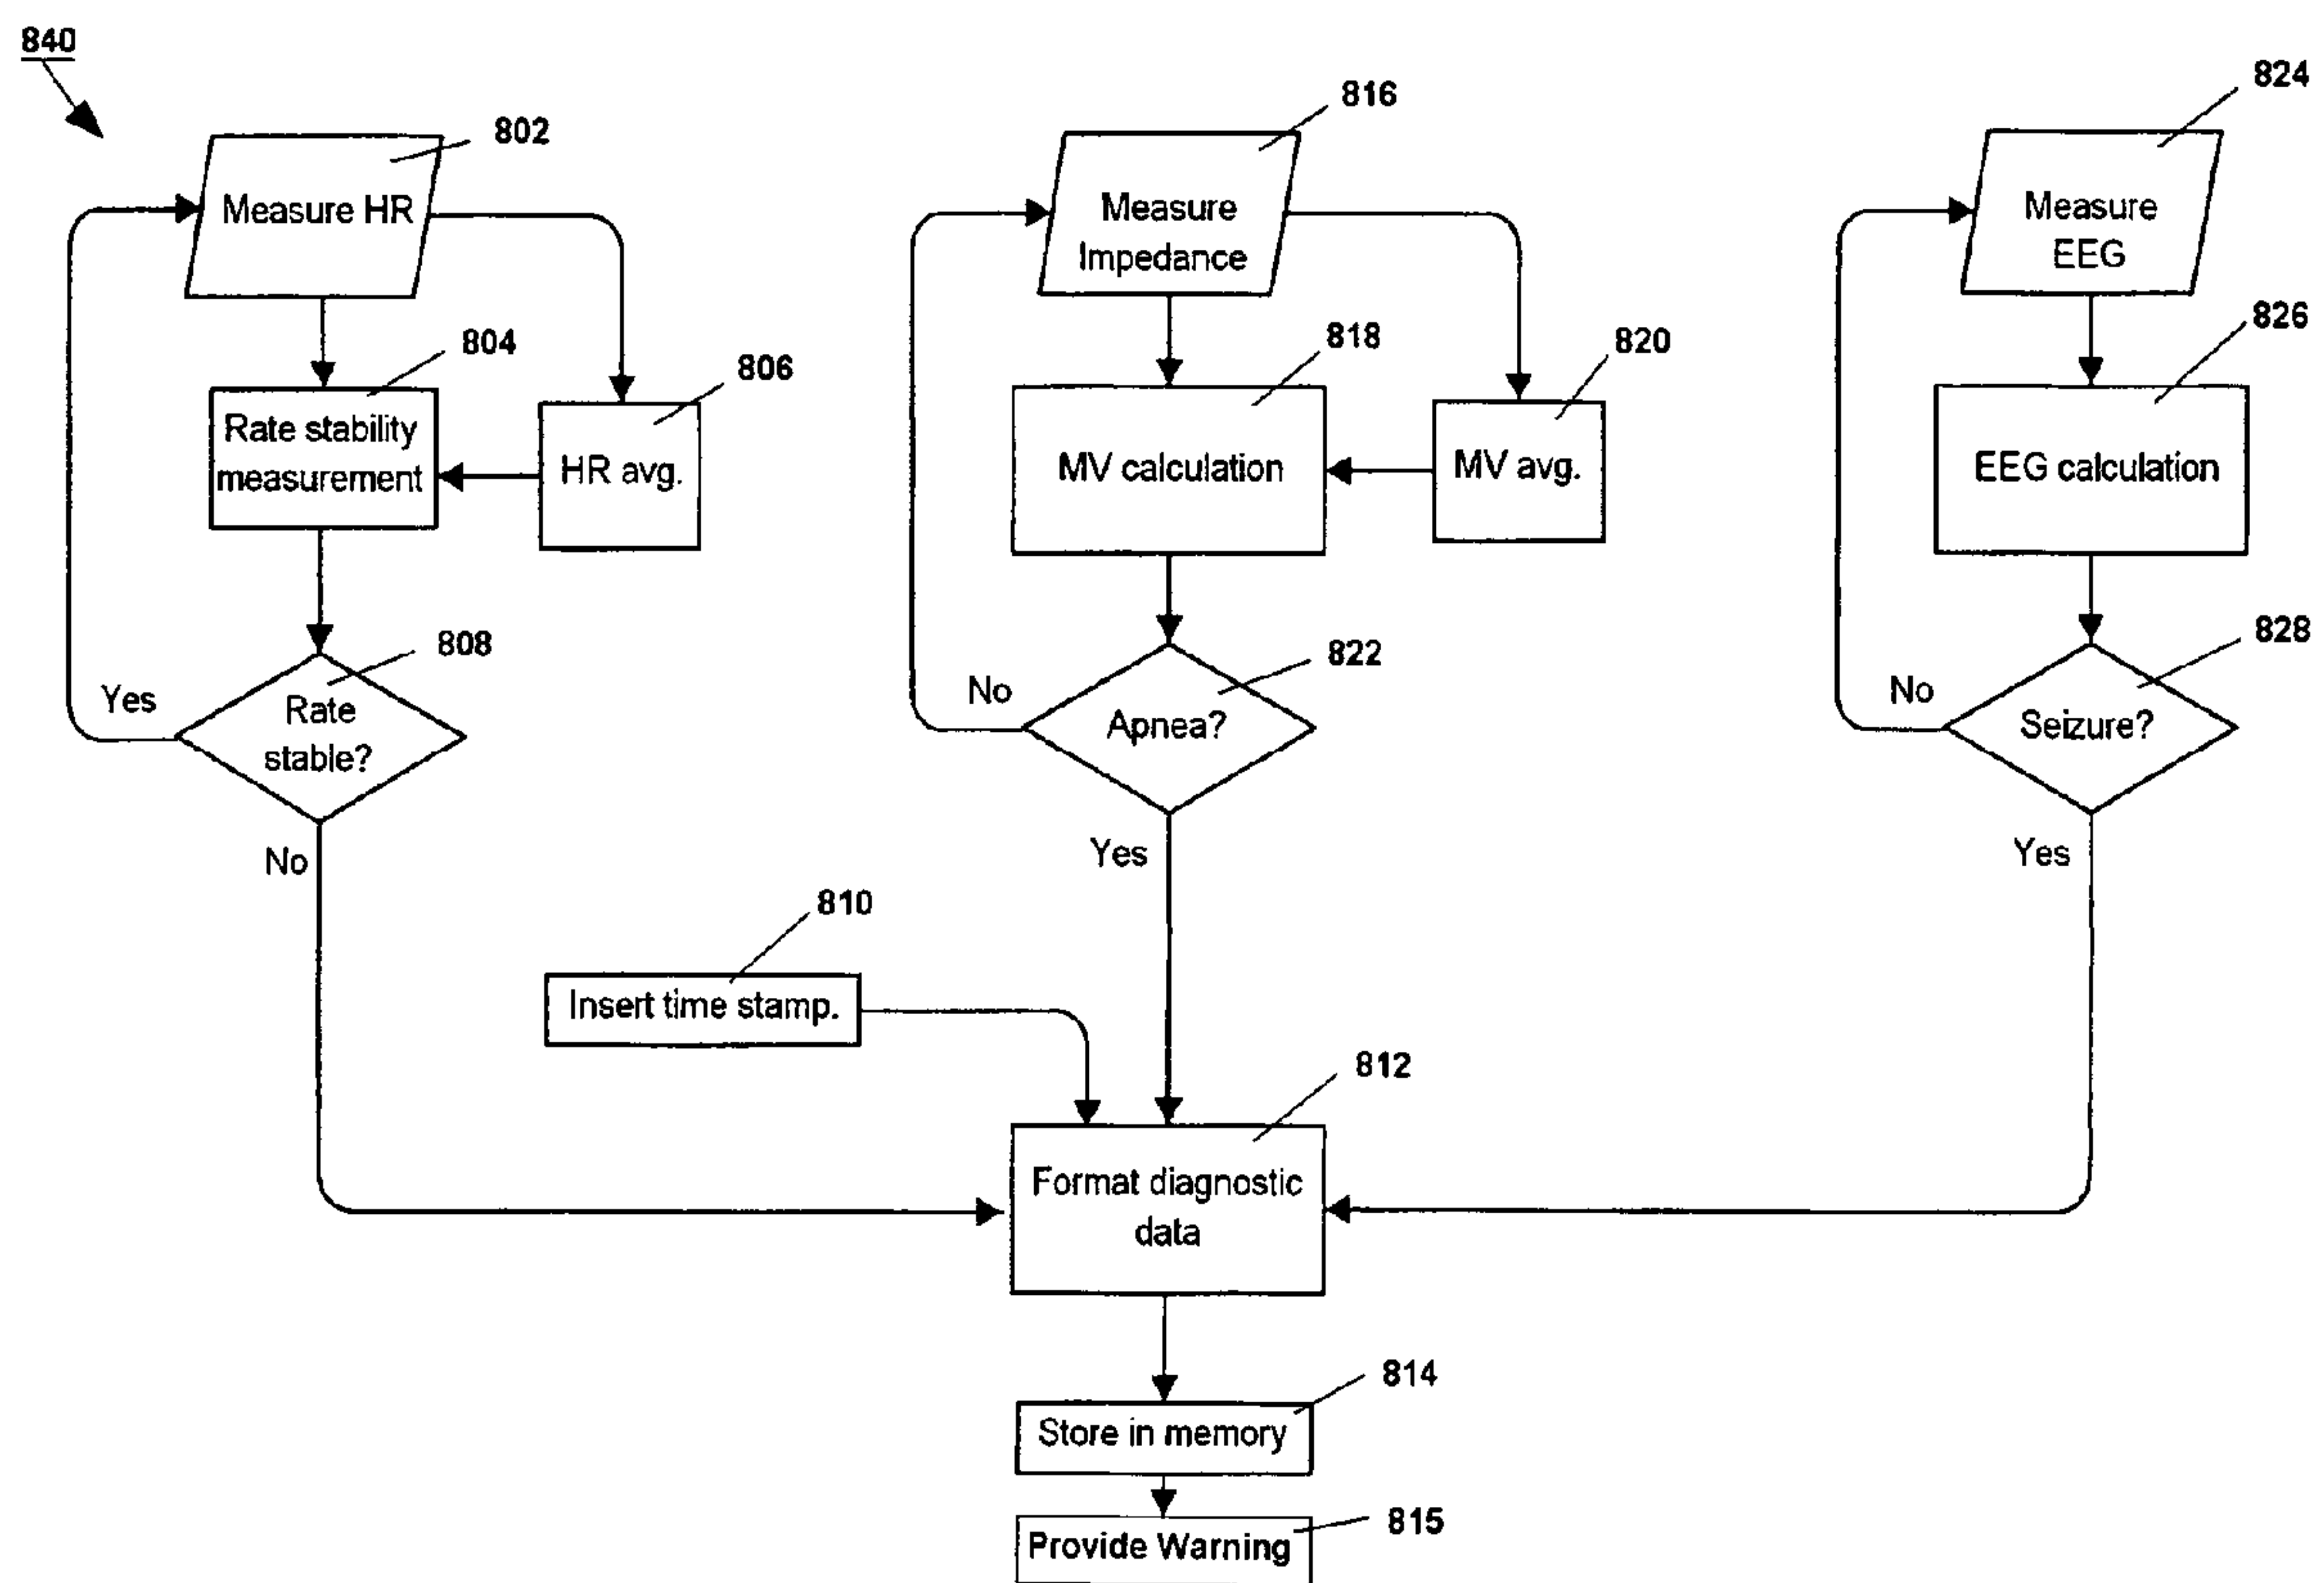 840
802
Measure HR
804
806
Rate stability
measurement
HR avg.
808
Yes
Rate
stable?
No
816
Measure
Impedance
818
820
MV calculation
MV avg.
822
No
Apnea?
Yes
824
Measure
EEG
826
EEG calculation
828
No
Seizure?
Yes
810
Insert time stamp.
812
Format diagnostic
data
814
Store in memory
815
Provide Warning